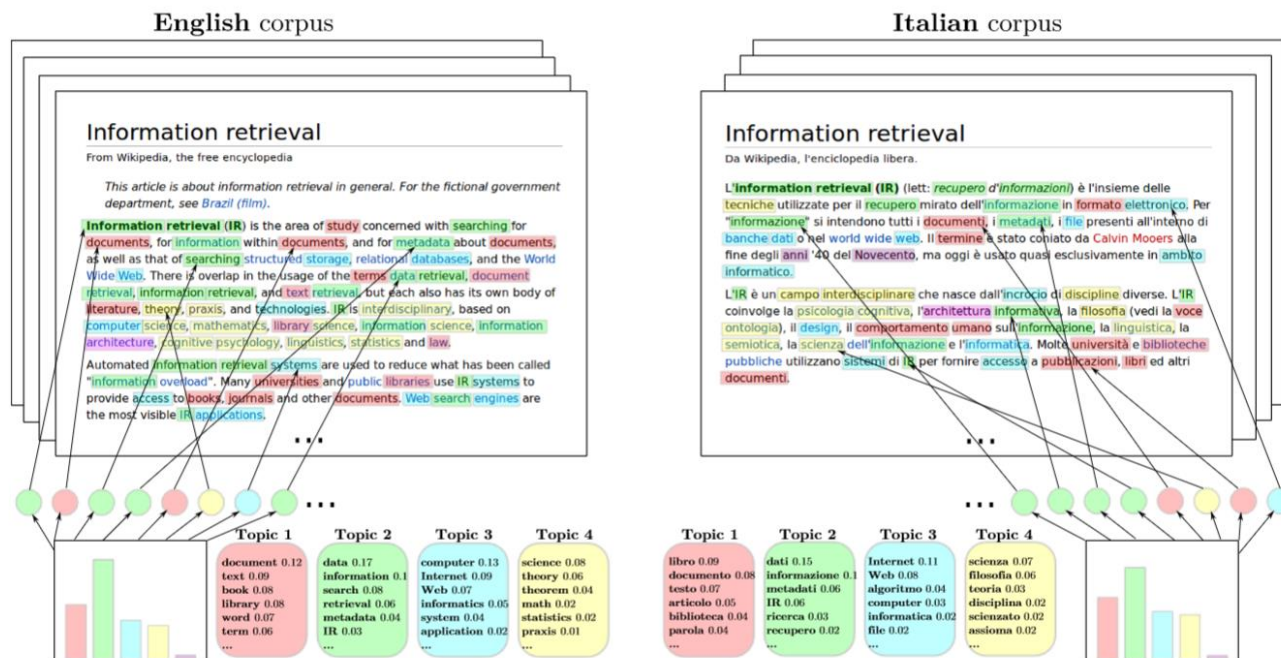 English corpus
Information retrieval
From Wikipedia, the free encyclopedia
This article is about information retrieval in general. For the fictional government
department, see Brazil (film).
Information retrieval (IR) is the area of study concerned with searching for
documents, for information within documents, and for metadata about documents,
as well as that of searching structured storage, relational databases, and the World
Wide Web. There is overlap in the usage of the terms data retrieval, document
retrieval, information retrieval, and text retrieval, but each also has its own body of
literature, theory, praxis, and technologies. IR is interdisciplinary, based on
computer science, mathematics, library science, information science, information
architecture, cognitive psychology, linguistics, statistics and law.
Automated information retrieval systems are used to reduce what has been called
"information overload". Many universities and public libraries use IR systems to
provide access to books, journals and other documents. Web search engines are
the most visible IR applications.
...
...
Topic 1
document 0.12
text 0.09
book 0.08
library 0.08
word 0.07
term 0.06
...
Topic 2
data 0.17
information 0.1
search 0.08
retrieval 0.06
metadata 0.04
IR 0.03
...
Topic 3
computer 0.13
Internet 0.09
Web 0.07
informatics 0.05
system 0.04
application 0.02
...
Topic 4
science 0.08
theory 0.06
theorem 0.04
math 0.02
statistics 0.02
praxis 0.01
...
Italian corpus
Information retrieval
Da Wikipedia, l'enciclopedia libera.
L'information retrieval (IR) (lett: recupero d'informazioni) è l'insieme delle
tecniche utilizzate per il recupero mirato dell'informazione in formato elettronico. Per
"informazione" si intendono tutti i documenti, i metadati, i file presenti all'interno di
banche dati o nel world wide web. Il termine è stato coniato da Calvin Mooers alla
fine degli anni '40 del Novecento, ma oggi è usato quasi esclusivamente in ambito
informatico.
L'IR è un campo interdisciplinare che nasce dall'incrocio di discipline diverse. L'IR
coinvolge la psicologia cognitiva, l'architettura informativa, la filosofia (vedi la voce
ontologia), il design, il comportamento umano sull'informazione, la linguistica, la
semiotica, la scienza dell'informazione e l'informatica. Molte università e biblioteche
pubbliche utilizzano sistemi di IR per fornire accesso a pubblicazioni, libri ed altri
documenti.
...
...
Topic 1
libro 0.09
documento 0.08
testo 0.07
articolo 0.05
biblioteca 0.04
parola 0.04
...
Topic 2
dati 0.15
informazione 0.1
metadati 0.06
IR 0.06
ricerca 0.03
recupero 0.02
...
Topic 3
Internet 0.11
Web 0.08
algoritmo 0.04
computer 0.03
informatica 0.02
file 0.02
...
Topic 4
scienza 0.07
filosofia 0.06
teoria 0.03
disciplina 0.02
scienzato 0.02
assioma 0.02
...